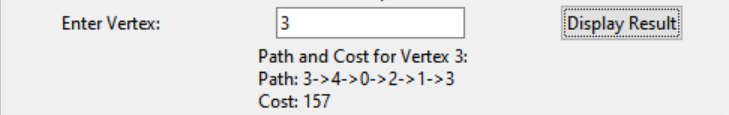 Enter Vertex: 3 Display Result
Path and Cost for Vertex 3:
Path: 3->4->0->2->1->3
Cost: 157